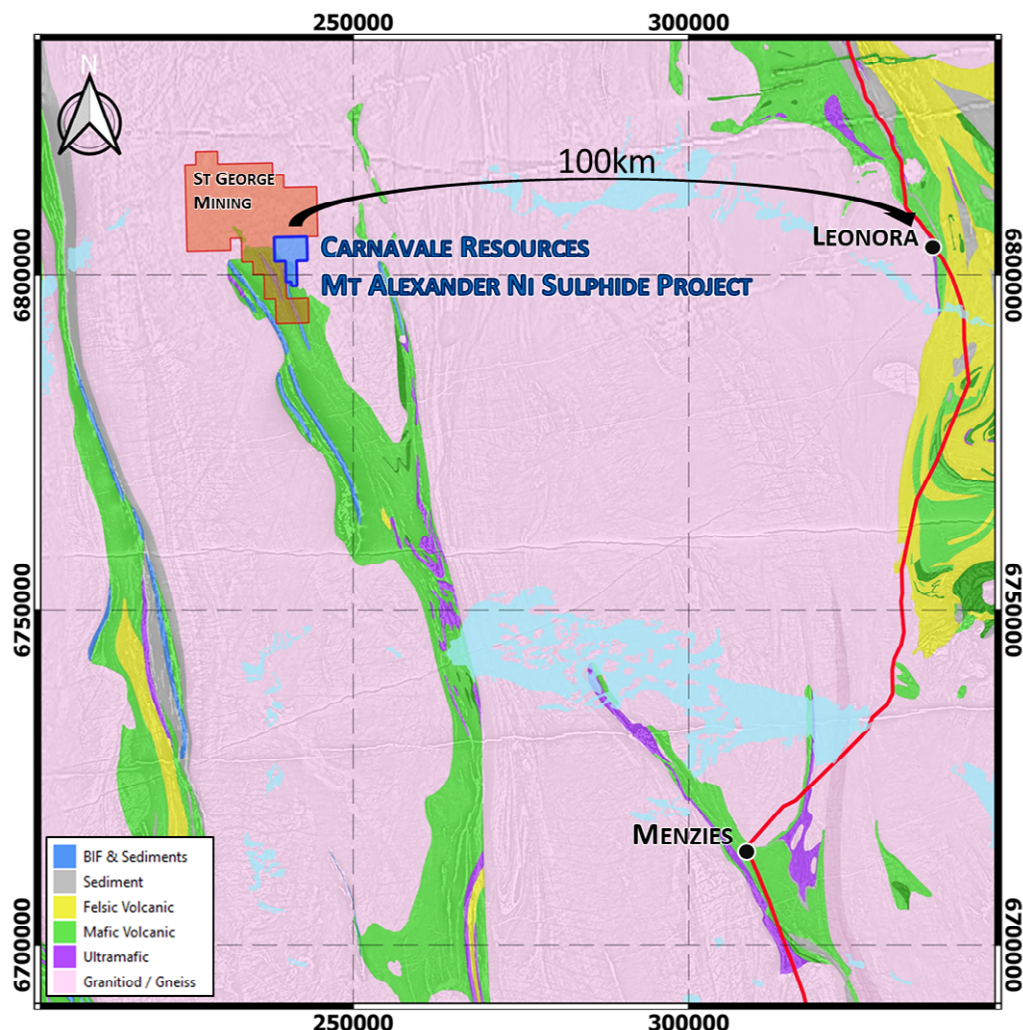 250000
300000
N
ST GEORGE
MINING
100km
LEONORA
CARNAVALE RESOURCES
MT ALEXANDER NI SULPHIDE PROJECT
6800000
6800000
6750000
6750000
MENZIES
BIF & Sediments
Sediment
Felsic Volcanic
Mafic Volcanic
Ultramafic
Granitiod / Gneiss
6700000
6700000
250000
300000